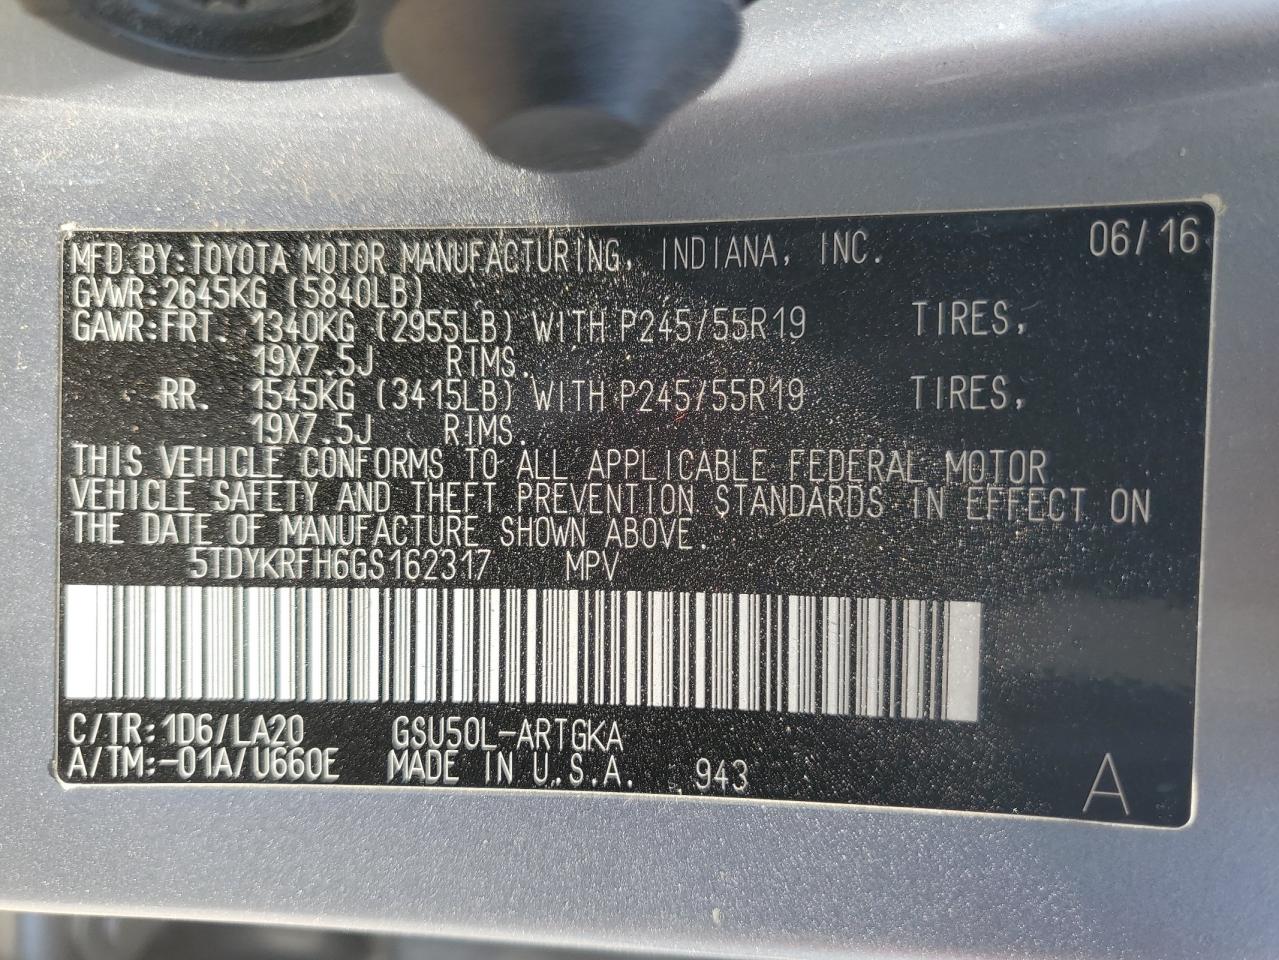 MFD.BY:TOYOTA MOTOR MANUFACTURING, INDIANA, INC. 06/16
GVWR:2645KG (5840LB)
GAWR:FRT. 1340KG (2955LB) WITH P245/55R19 TIRES,
19X7.5J RIMS.
RR. 1545KG (3415LB) WITH P245/55R19 TIRES,
19X7.5J RIMS.
THIS VEHICLE CONFORMS TO ALL APPLICABLE FEDERAL MOTOR
VEHICLE SAFETY AND THEFT PREVENTION STANDARDS IN EFFECT ON
THE DATE OF MANUFACTURE SHOWN ABOVE.
5TDYKRFH6GS162317 MPV
C/TR:1D6/LA20 GSU50L-ARTGKA
A/TM:-01A/U660E MADE IN U.S.A. 943 A